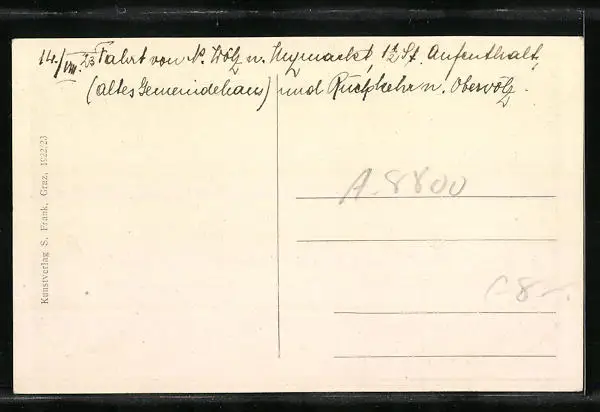 14./VIII.23 Fahrt von N. Wölz n. Neumarkt, 1½ St. Aufenthalt,
(altes Gemeindehaus) und Rückkehr n. Oberwölz.
A-8800
C 8-
Kunstverlag S. Frank, Graz, 1922/23